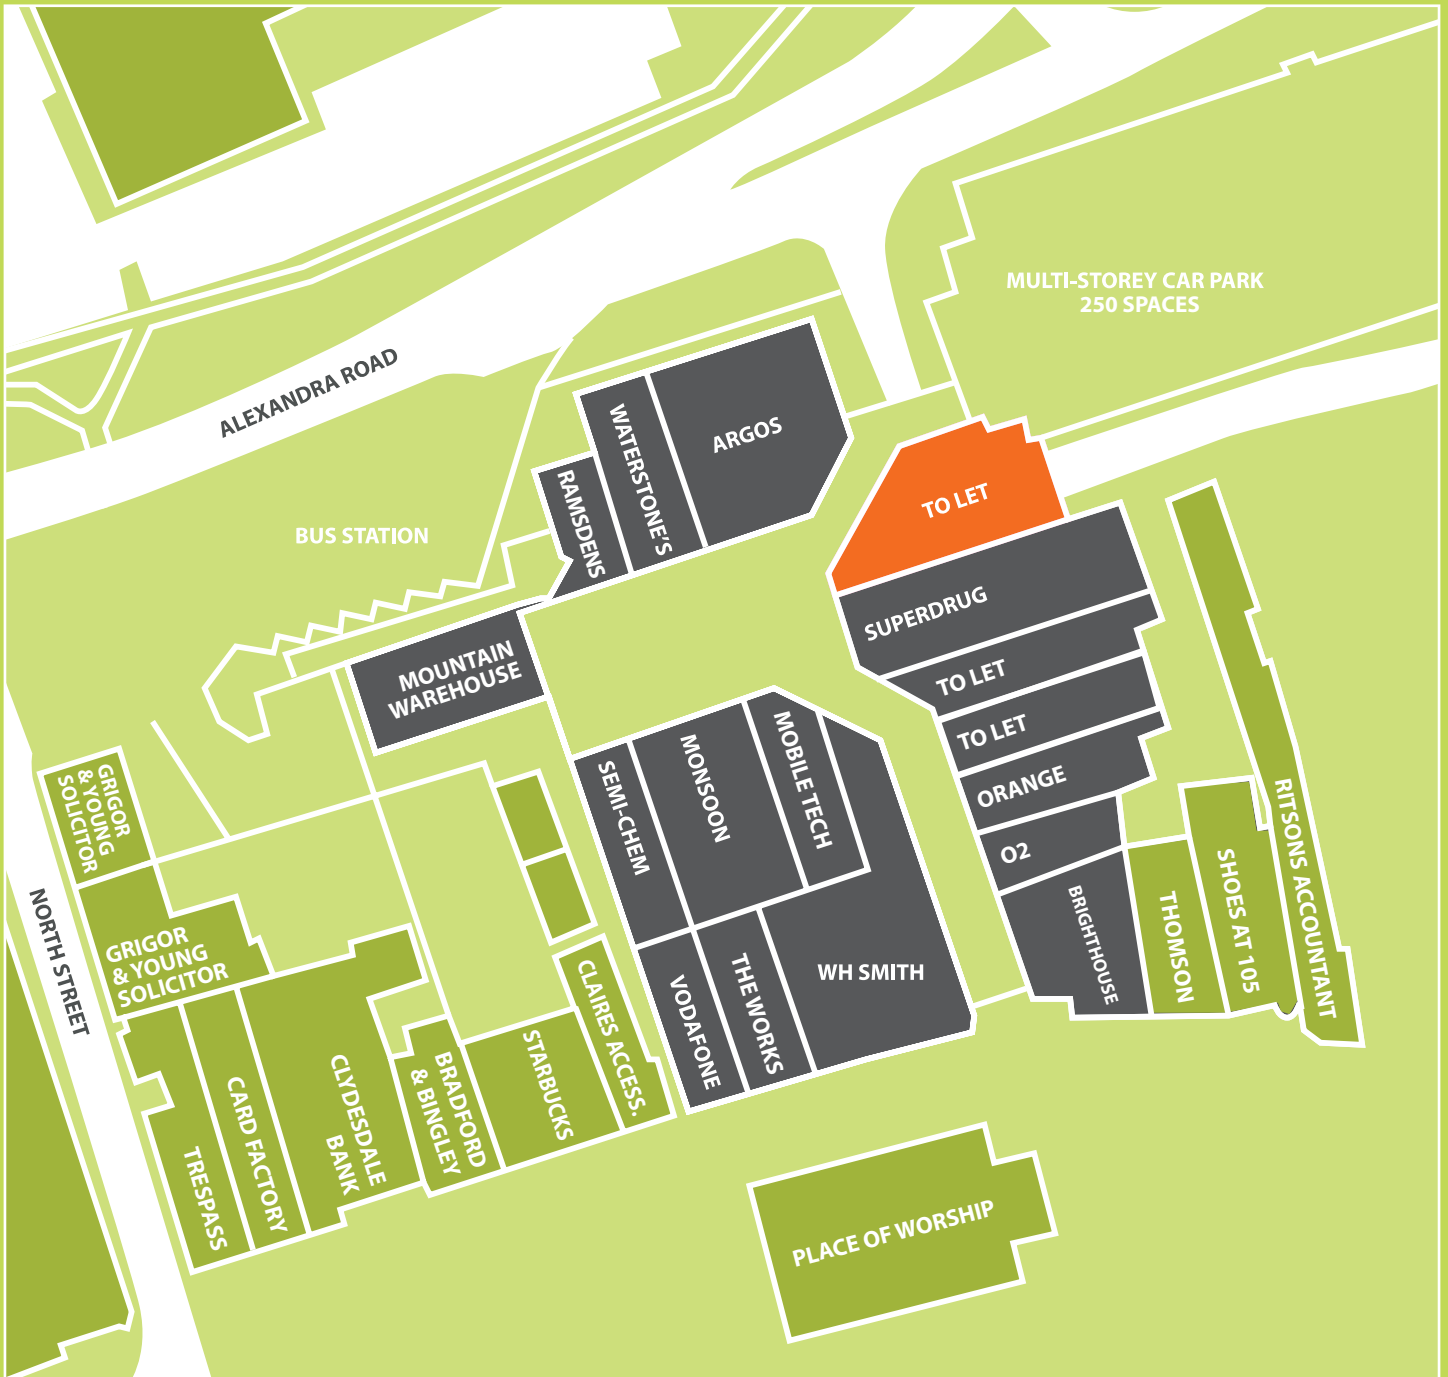 MULTI-STOREY CAR PARK
250 SPACES
ALEXANDRA ROAD
BUS STATION
RAMSDENS
WATERSTONE'S
ARGOS
TO LET
SUPERDRUG
TO LET
TO LET
ORANGE
O2
BRIGHTHOUSE
THOMSON
SHOES AT 105
RITSONS ACCOUNTANT
MOUNTAIN
WAREHOUSE
SEMI-CHEM
MONSOON
MOBILE TECH
VODAFONE
THE WORKS
WH SMITH
GRIGOR
& YOUNG
SOLICITOR
GRIGOR
& YOUNG
SOLICITOR
NORTH STREET
TRESPASS
CARD FACTORY
CLYDESDALE
BANK
BRADFORD
& BINGLEY
STARBUCKS
CLAIRES ACCESS.
PLACE OF WORSHIP